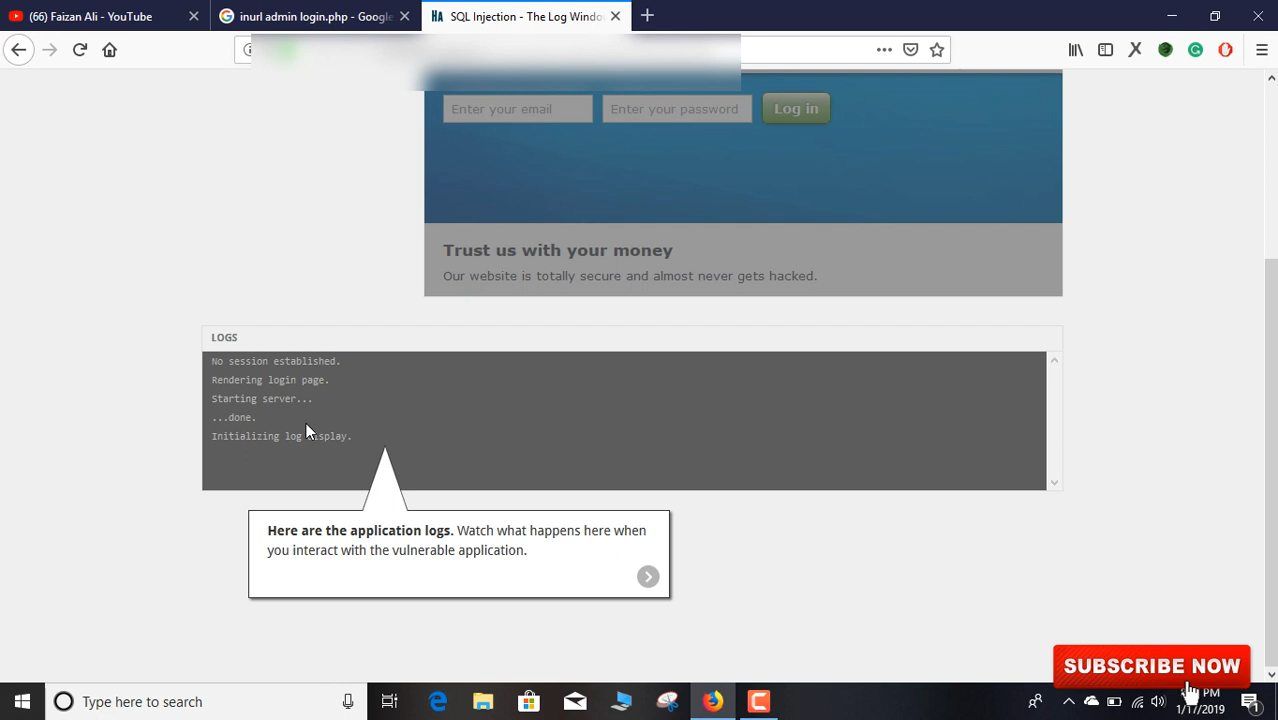 (66) Faizan Ali - YouTube
inurl admin login.php - Google
HA SQL Injection - The Log Windo
Enter your email
Enter your password
Log in
Trust us with your money
Our website is totally secure and almost never gets hacked.
LOGS
No session established.
Rendering login page.
Starting server...
...done.
Initializing log display.
Here are the application logs. Watch what happens here when
you interact with the vulnerable application.
SUBSCRIBE NOW
Type here to search
PM
1/17/2019